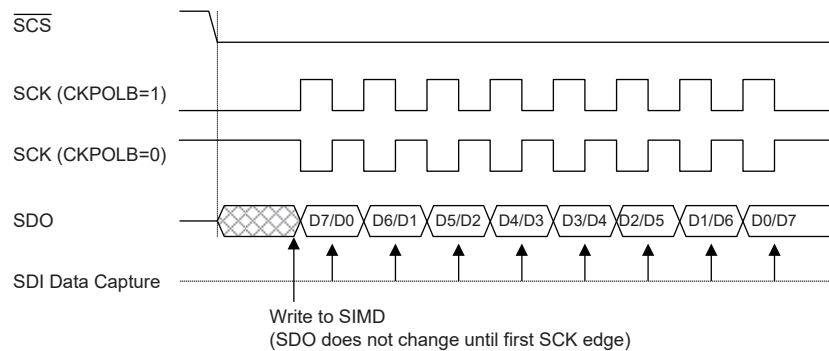 SCS
SCK (CKPOLB=1)
SCK (CKPOLB=0)
SDO D7/D0 D6/D1 D5/D2 D4/D3 D3/D4 D2/D5 D1/D6 D0/D7
SDI Data Capture
Write to SIMD
(SDO does not change until first SCK edge)